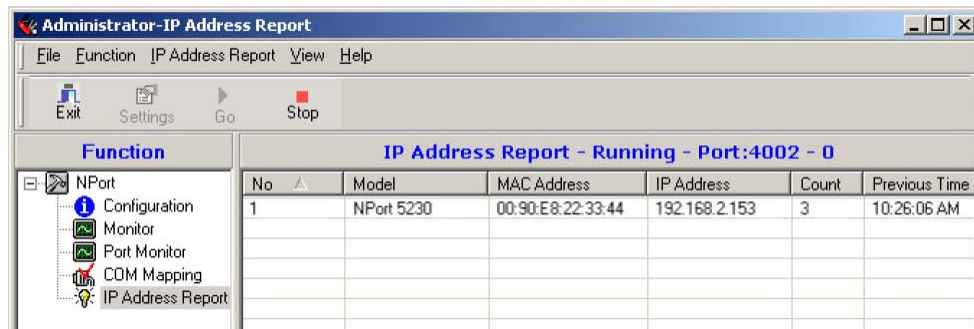 Administrator-IP Address Report
File Function IP Address Report View Help
Exit Settings Go Stop
Function
IP Address Report - Running - Port:4002 - 0
NPort
Configuration
Monitor
Port Monitor
COM Mapping
IP Address Report
No Model MAC Address IP Address Count Previous Time
1 NPort 5230 00:90:E8:22:33:44 192.168.2.153 3 10:26:06 AM